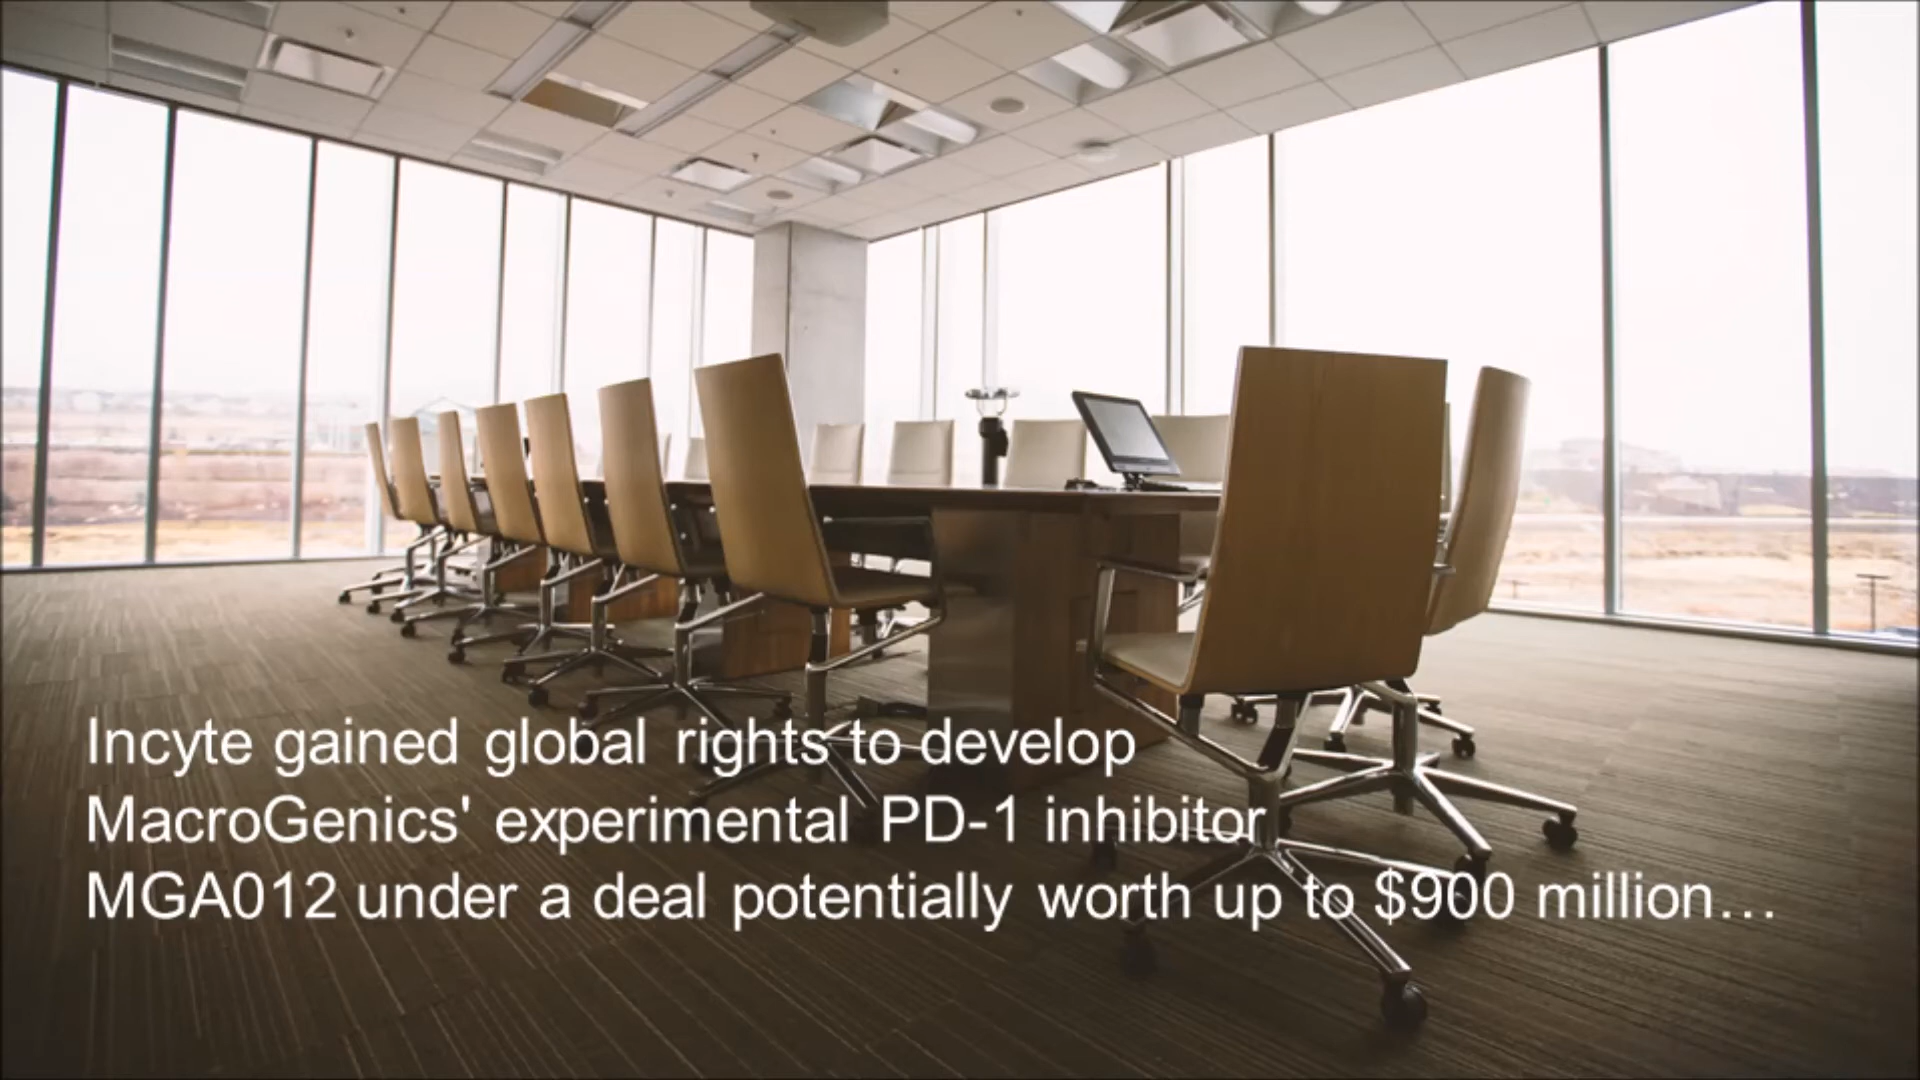 Incyte gained global rights to develop
MacroGenics' experimental PD-1 inhibitor
MGA012 under a deal potentially worth up to $900 million…